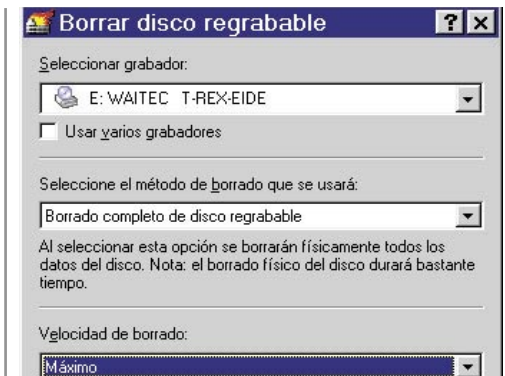 Borrar disco regrabable
Seleccionar grabador:
E: WAITEC T-REX-EIDE
Usar varios grabadores
Seleccione el método de borrado que se usará:
Borrado completo de disco regrabable
Al seleccionar esta opción se borrarán físicamente todos los
datos del disco. Nota: el borrado físico del disco durará bastante
tiempo.
Velocidad de borrado:
Máximo